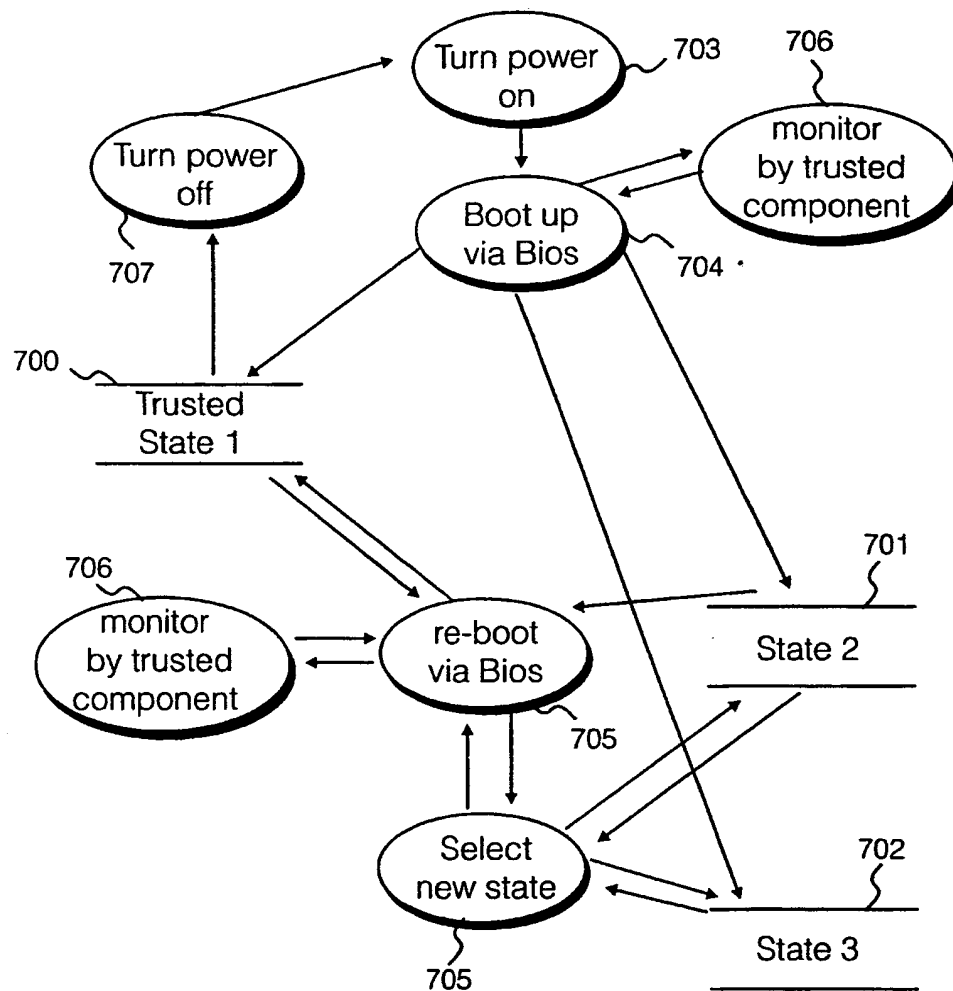 Turn power
on
703
706
monitor
by trusted
component
Turn power
off
707
Boot up
via Bios
704
700
Trusted
State 1
701
State 2
706
monitor
by trusted
component
re-boot
via Bios
705
Select
new state
705
702
State 3